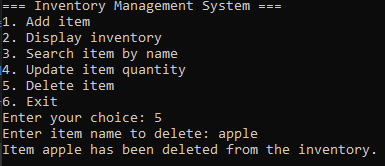 === Inventory Management System ===
1. Add item
2. Display inventory
3. Search item by name
4. Update item quantity
5. Delete item
6. Exit
Enter your choice: 5
Enter item name to delete: apple
Item apple has been deleted from the inventory.